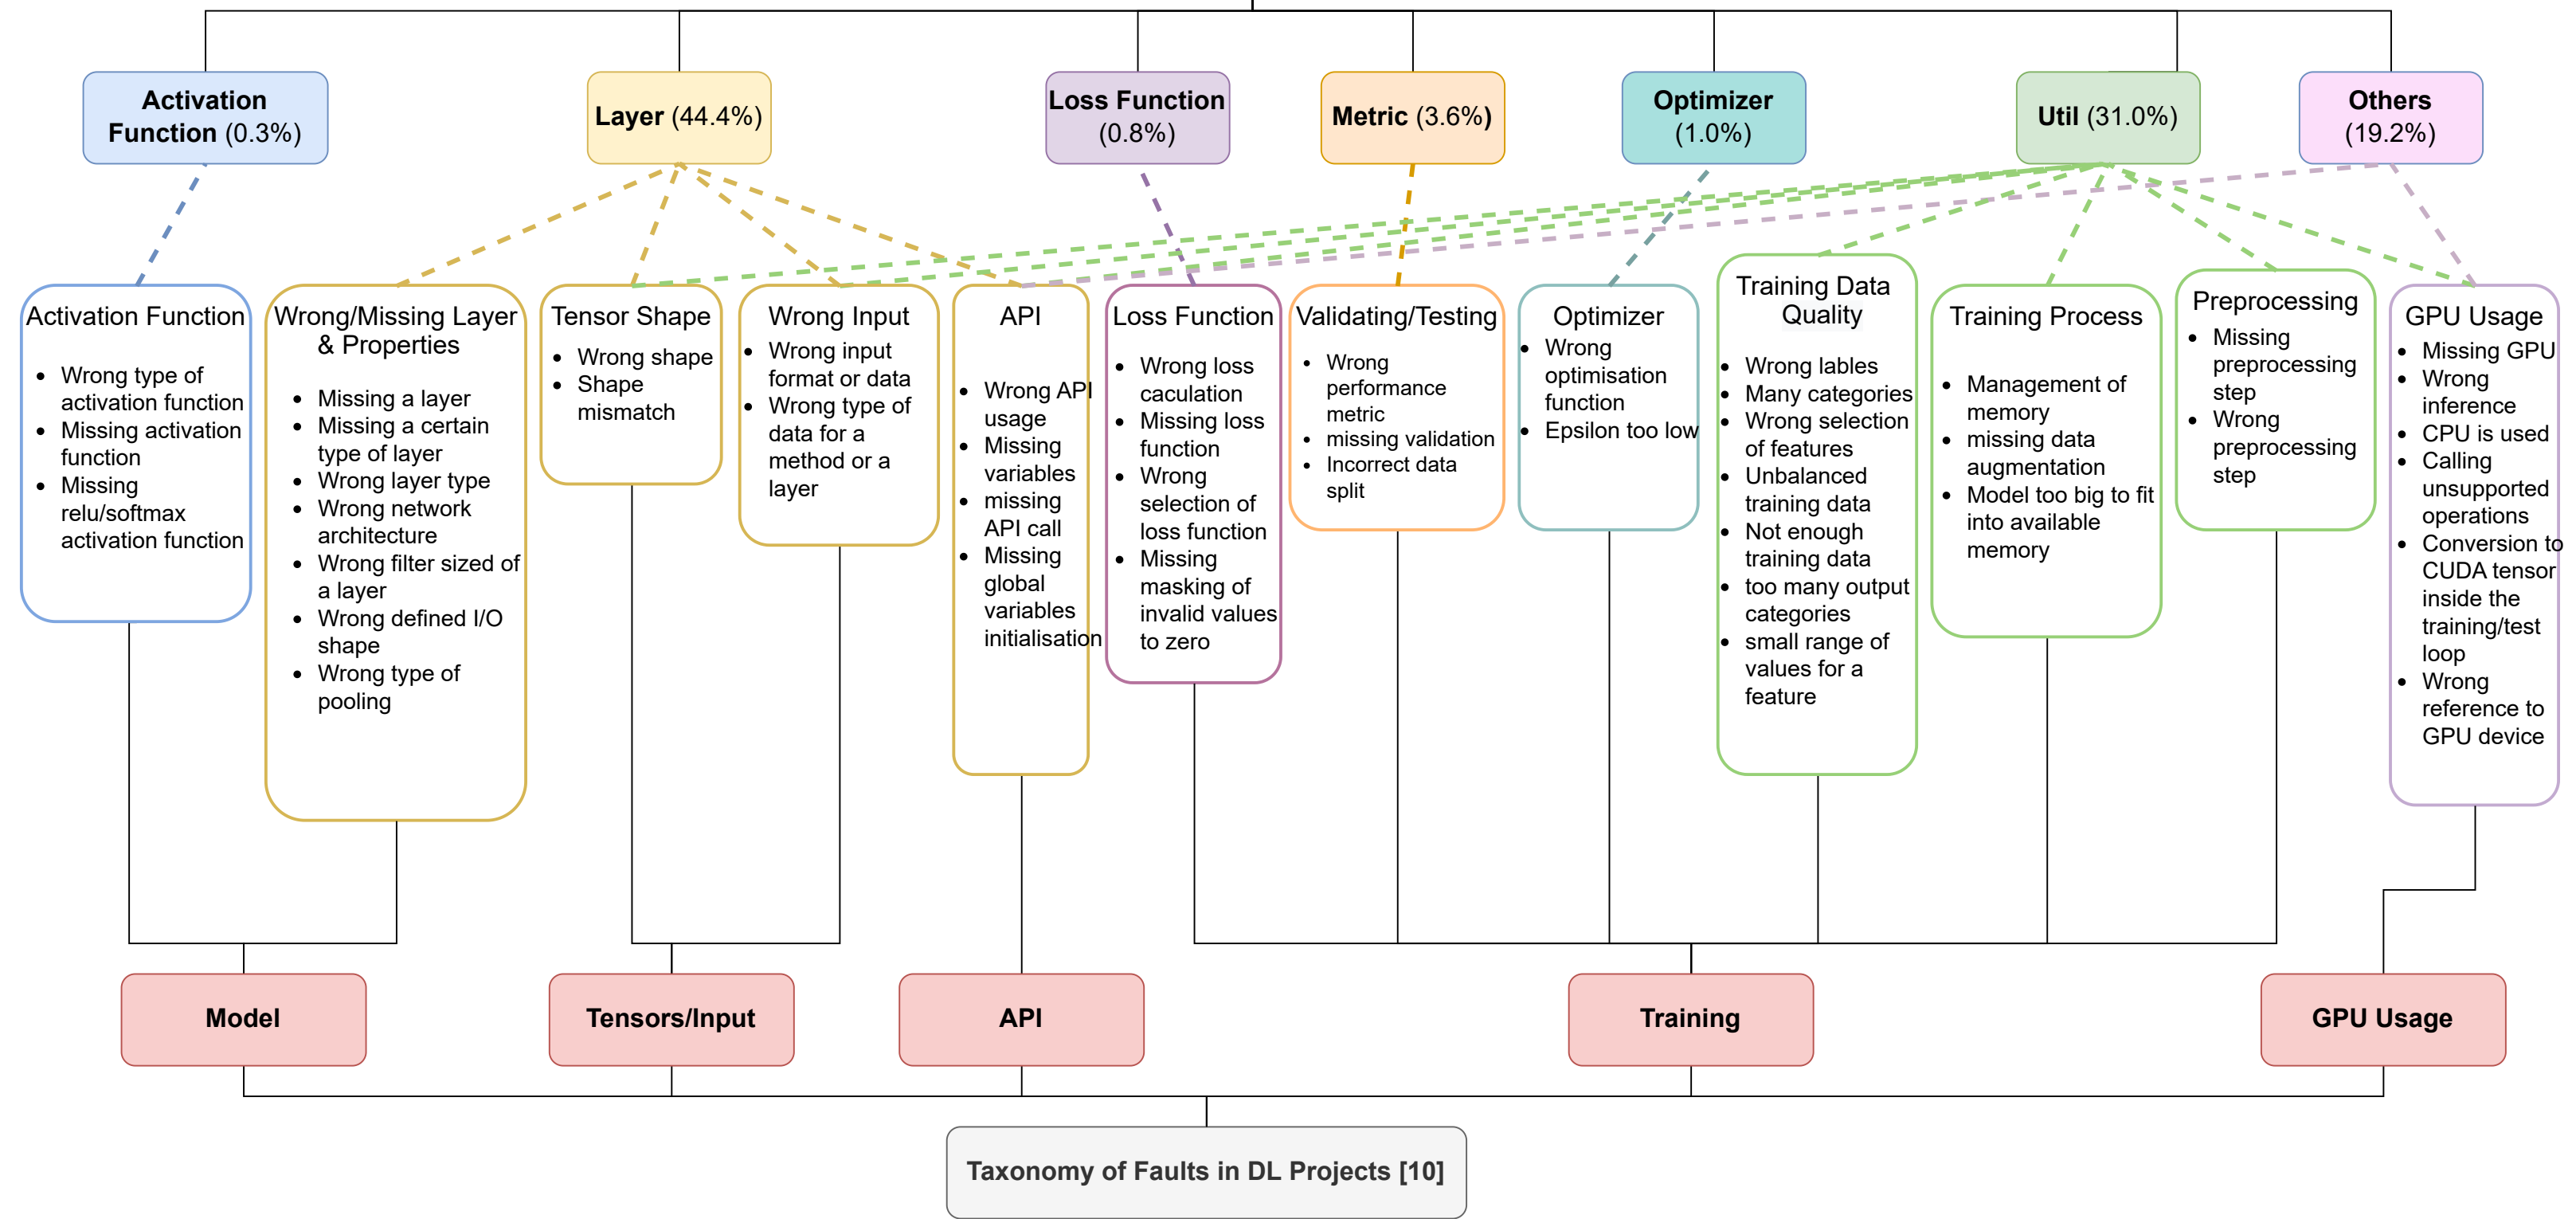 Activation
Function (0.3%)
Layer (44.4%)
Loss Function
(0.8%)
Metric (3.6%)
Optimizer
(1.0%)
Util (31.0%)
Others
(19.2%)
Activation Function
• Wrong type of
activation function
• Missing activation
function
• Missing
relu/softmax
activation function
Wrong/Missing Layer
& Properties
• Missing a layer
• Missing a certain
type of layer
• Wrong layer type
• Wrong network
architecture
• Wrong filter sized of
a layer
• Wrong defined I/O
shape
• Wrong type of
pooling
Tensor Shape
• Wrong shape
• Shape
mismatch
Wrong Input
• Wrong input
format or data
• Wrong type of
data for a
method or a
layer
API
• Wrong API
usage
• Missing
variables
• missing
API call
• Missing
global
variables
initialisation
Loss Function
• Wrong loss
caculation
• Missing loss
function
• Wrong
selection of
loss function
• Missing
masking of
invalid values
to zero
Validating/Testing
• Wrong
performance
metric
• missing validation
• Incorrect data
split
Optimizer
• Wrong
optimisation
function
• Epsilon too low
Training Data
Quality
• Wrong lables
• Many categories
• Wrong selection
of features
• Unbalanced
training data
• Not enough
training data
• too many output
categories
• small range of
values for a
feature
Training Process
• Management of
memory
• missing data
augmentation
• Model too big to fit
into available
memory
Preprocessing
• Missing
preprocessing
step
• Wrong
preprocessing
step
GPU Usage
• Missing GPU
• Wrong
inference
• CPU is used
• Calling
unsupported
operations
• Conversion to
CUDA tensor
inside the
training/test
loop
• Wrong
reference to
GPU device
Model
Tensors/Input
API
Training
GPU Usage
Taxonomy of Faults in DL Projects [10]